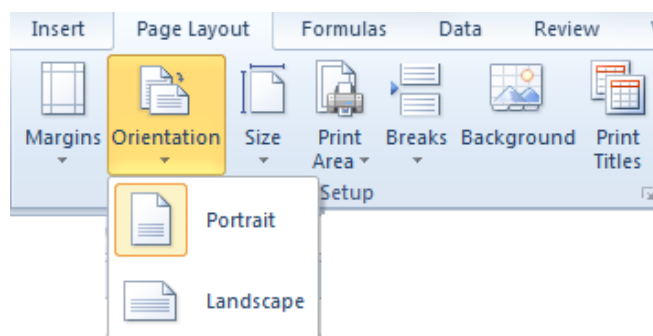 Insert Page Layout Formulas Data Review
Margins Orientation Size Print Breaks Background Print
Area Titles
Setup
Portrait
Landscape